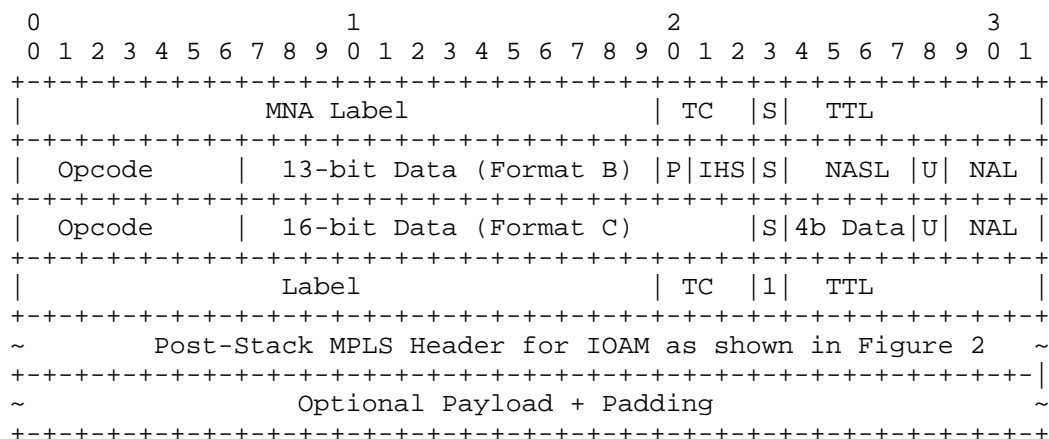 0                   1                   2                   3
 0 1 2 3 4 5 6 7 8 9 0 1 2 3 4 5 6 7 8 9 0 1 2 3 4 5 6 7 8 9 0 1
+-+-+-+-+-+-+-+-+-+-+-+-+-+-+-+-+-+-+-+-+-+-+-+-+-+-+-+-+-+-+-+-+
|               MNA Label               | TC  |S|  TTL          |
+-+-+-+-+-+-+-+-+-+-+-+-+-+-+-+-+-+-+-+-+-+-+-+-+-+-+-+-+-+-+-+-+
|  Opcode     |  13-bit Data (Format B) |P|IHS|S|  NASL |U| NAL |
+-+-+-+-+-+-+-+-+-+-+-+-+-+-+-+-+-+-+-+-+-+-+-+-+-+-+-+-+-+-+-+-+
|  Opcode     |  16-bit Data (Format C)       |S|4b Data|U| NAL |
+-+-+-+-+-+-+-+-+-+-+-+-+-+-+-+-+-+-+-+-+-+-+-+-+-+-+-+-+-+-+-+-+
|                Label                  | TC  |1|  TTL          |
+-+-+-+-+-+-+-+-+-+-+-+-+-+-+-+-+-+-+-+-+-+-+-+-+-+-+-+-+-+-+-+-+
~        Post-Stack MPLS Header for IOAM as shown in Figure 2   ~
+-+-+-+-+-+-+-+-+-+-+-+-+-+-+-+-+-+-+-+-+-+-+-+-+-+-+-+-+-+-+-+-|
~                 Optional Payload + Padding                    ~
+-+-+-+-+-+-+-+-+-+-+-+-+-+-+-+-+-+-+-+-+-+-+-+-+-+-+-+-+-+-+-+-+